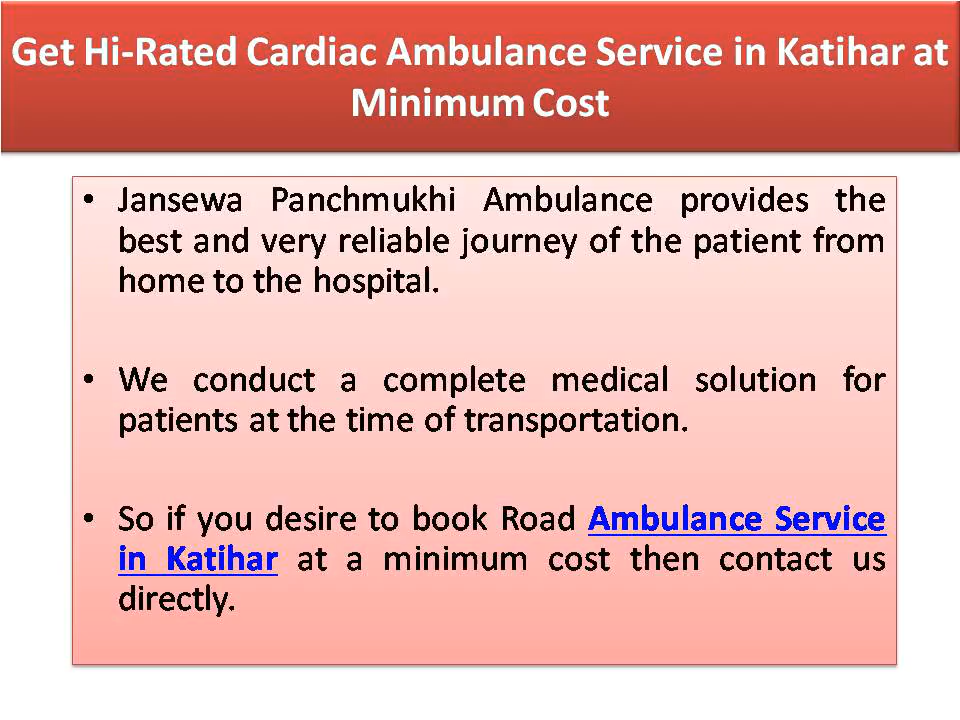 Get Hi-Rated Cardiac Ambulance Service in Katihar at
Minimum Cost
• Jansewa Panchmukhi Ambulance provides the
best and very reliable journey of the patient from
home to the hospital.
• We conduct a complete medical solution for
patients at the time of transportation.
• So if you desire to book Road Ambulance Service
in Katihar at a minimum cost then contact us
directly.